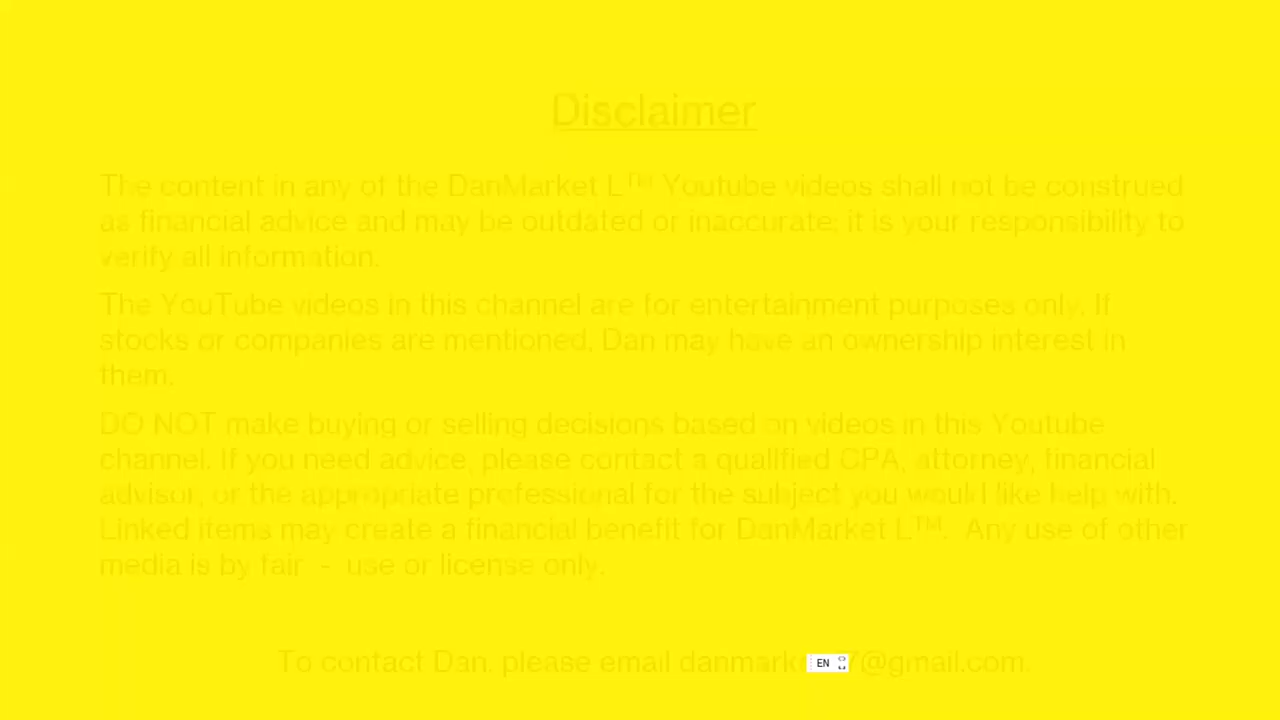 Disclaimer
The content in any of the DanMarket L™ Youtube videos shall not be construed
as financial advice and may be outdated or inaccurate; it is your responsibility to
verify all information.
The YouTube videos in this channel are for entertainment purposes only. If
stocks or companies are mentioned, Dan may have an ownership interest in
them.
DO NOT make buying or selling decisions based on videos in this Youtube
channel. If you need advice, please contact a qualified CPA, attorney, financial
advisor, or the appropriate professional for the subject you would like help with.
Linked items may create a financial benefit for DanMarket L™. Any use of other
media is by fair - use or license only.
To contact Dan, please email
EN